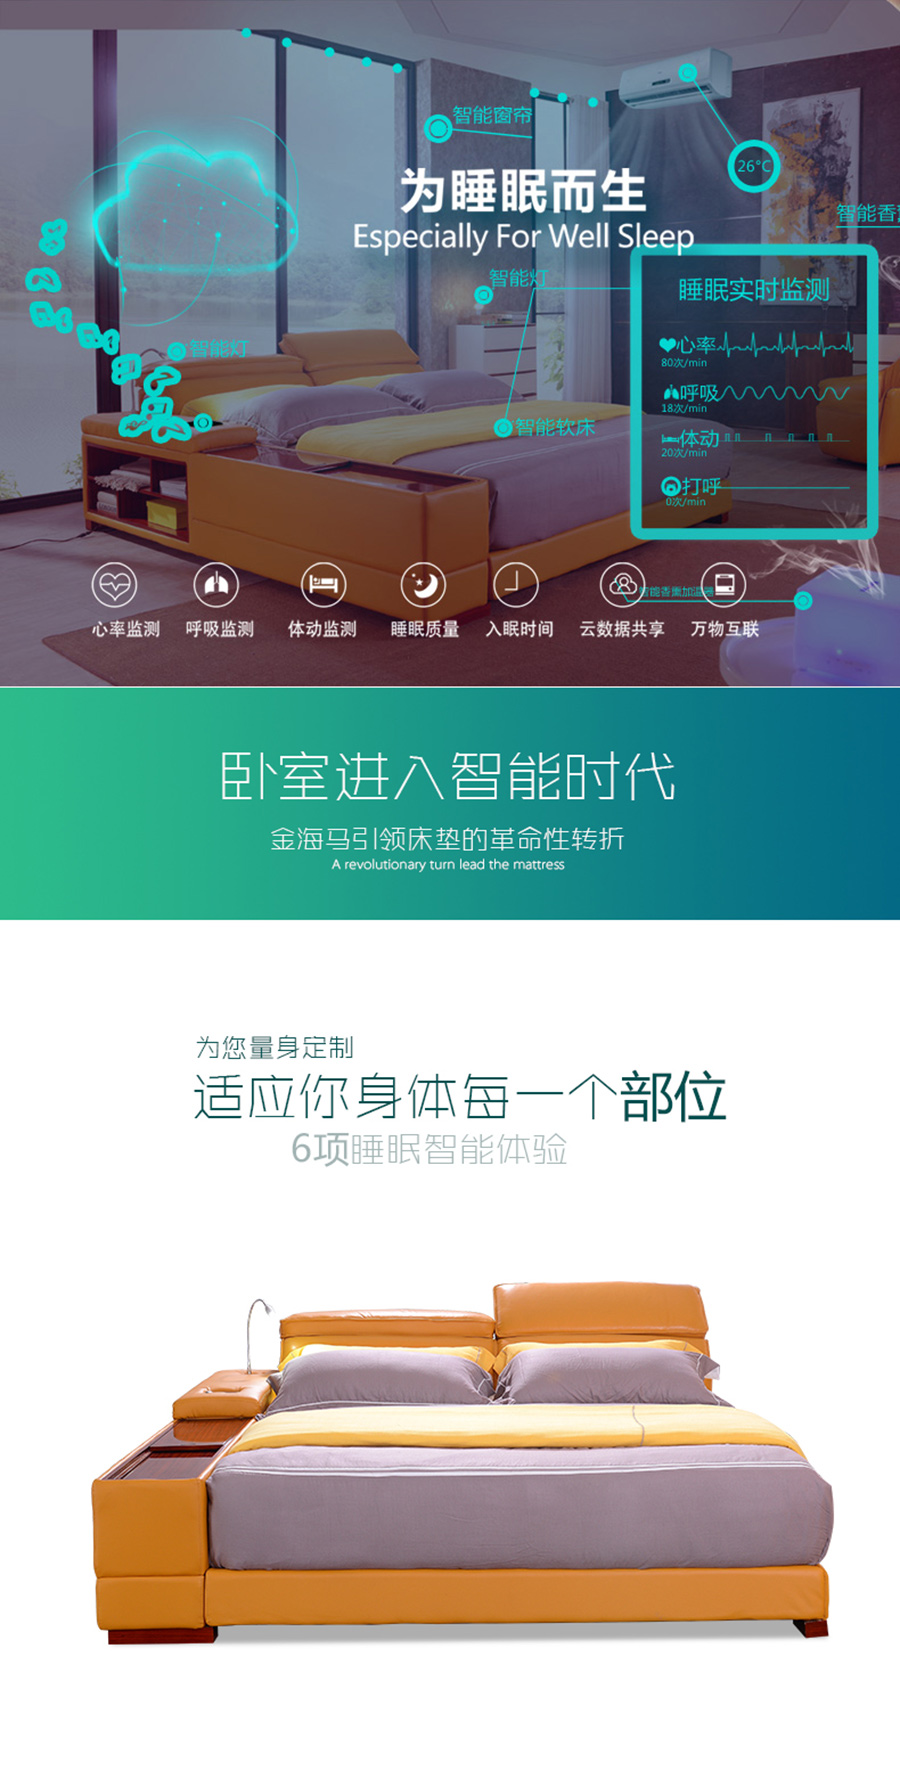 智能窗帘
26°C
为睡眠而生
Especially For Well Sleep
智能香
智能灯
睡眠实时监测
智能灯
心率
80次/min
呼吸
18次/min
智能软床
体动
20次/min
打呼
0次/min
智能香薰加湿器
心率监测 呼吸监测 体动监测 睡眠质量 入眠时间 云数据共享 万物互联
卧室进入智能时代
金海马引领床垫的革命性转折
A revolutionary turn lead the mattress
为您量身定制
适应你身体每一个部位
6项睡眠智能体验